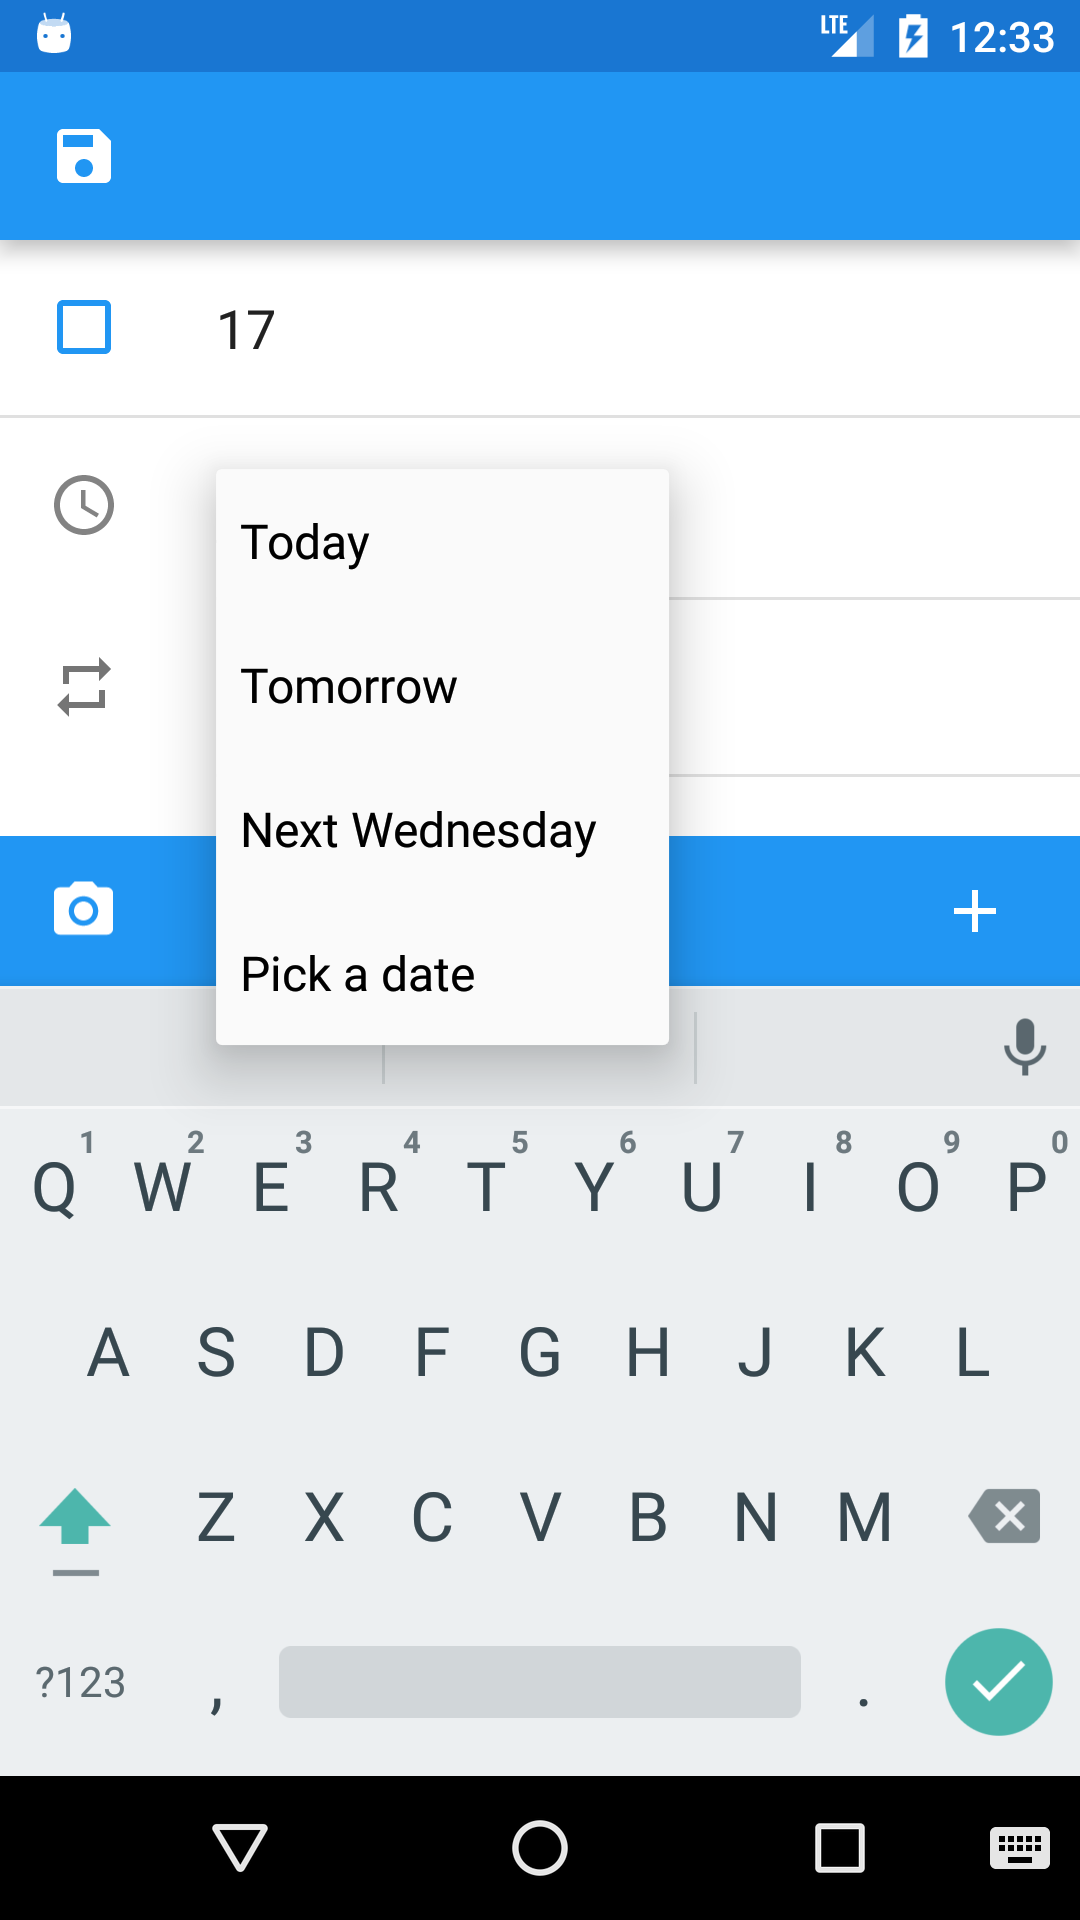 LTE 12:33
17
Today
Tomorrow
Next Wednesday
Pick a date
1 2 3 4 5 6 7 8 9 0
Q W E R T Y U I O P
A S D F G H J K L
Z X C V B N M
?123 , .